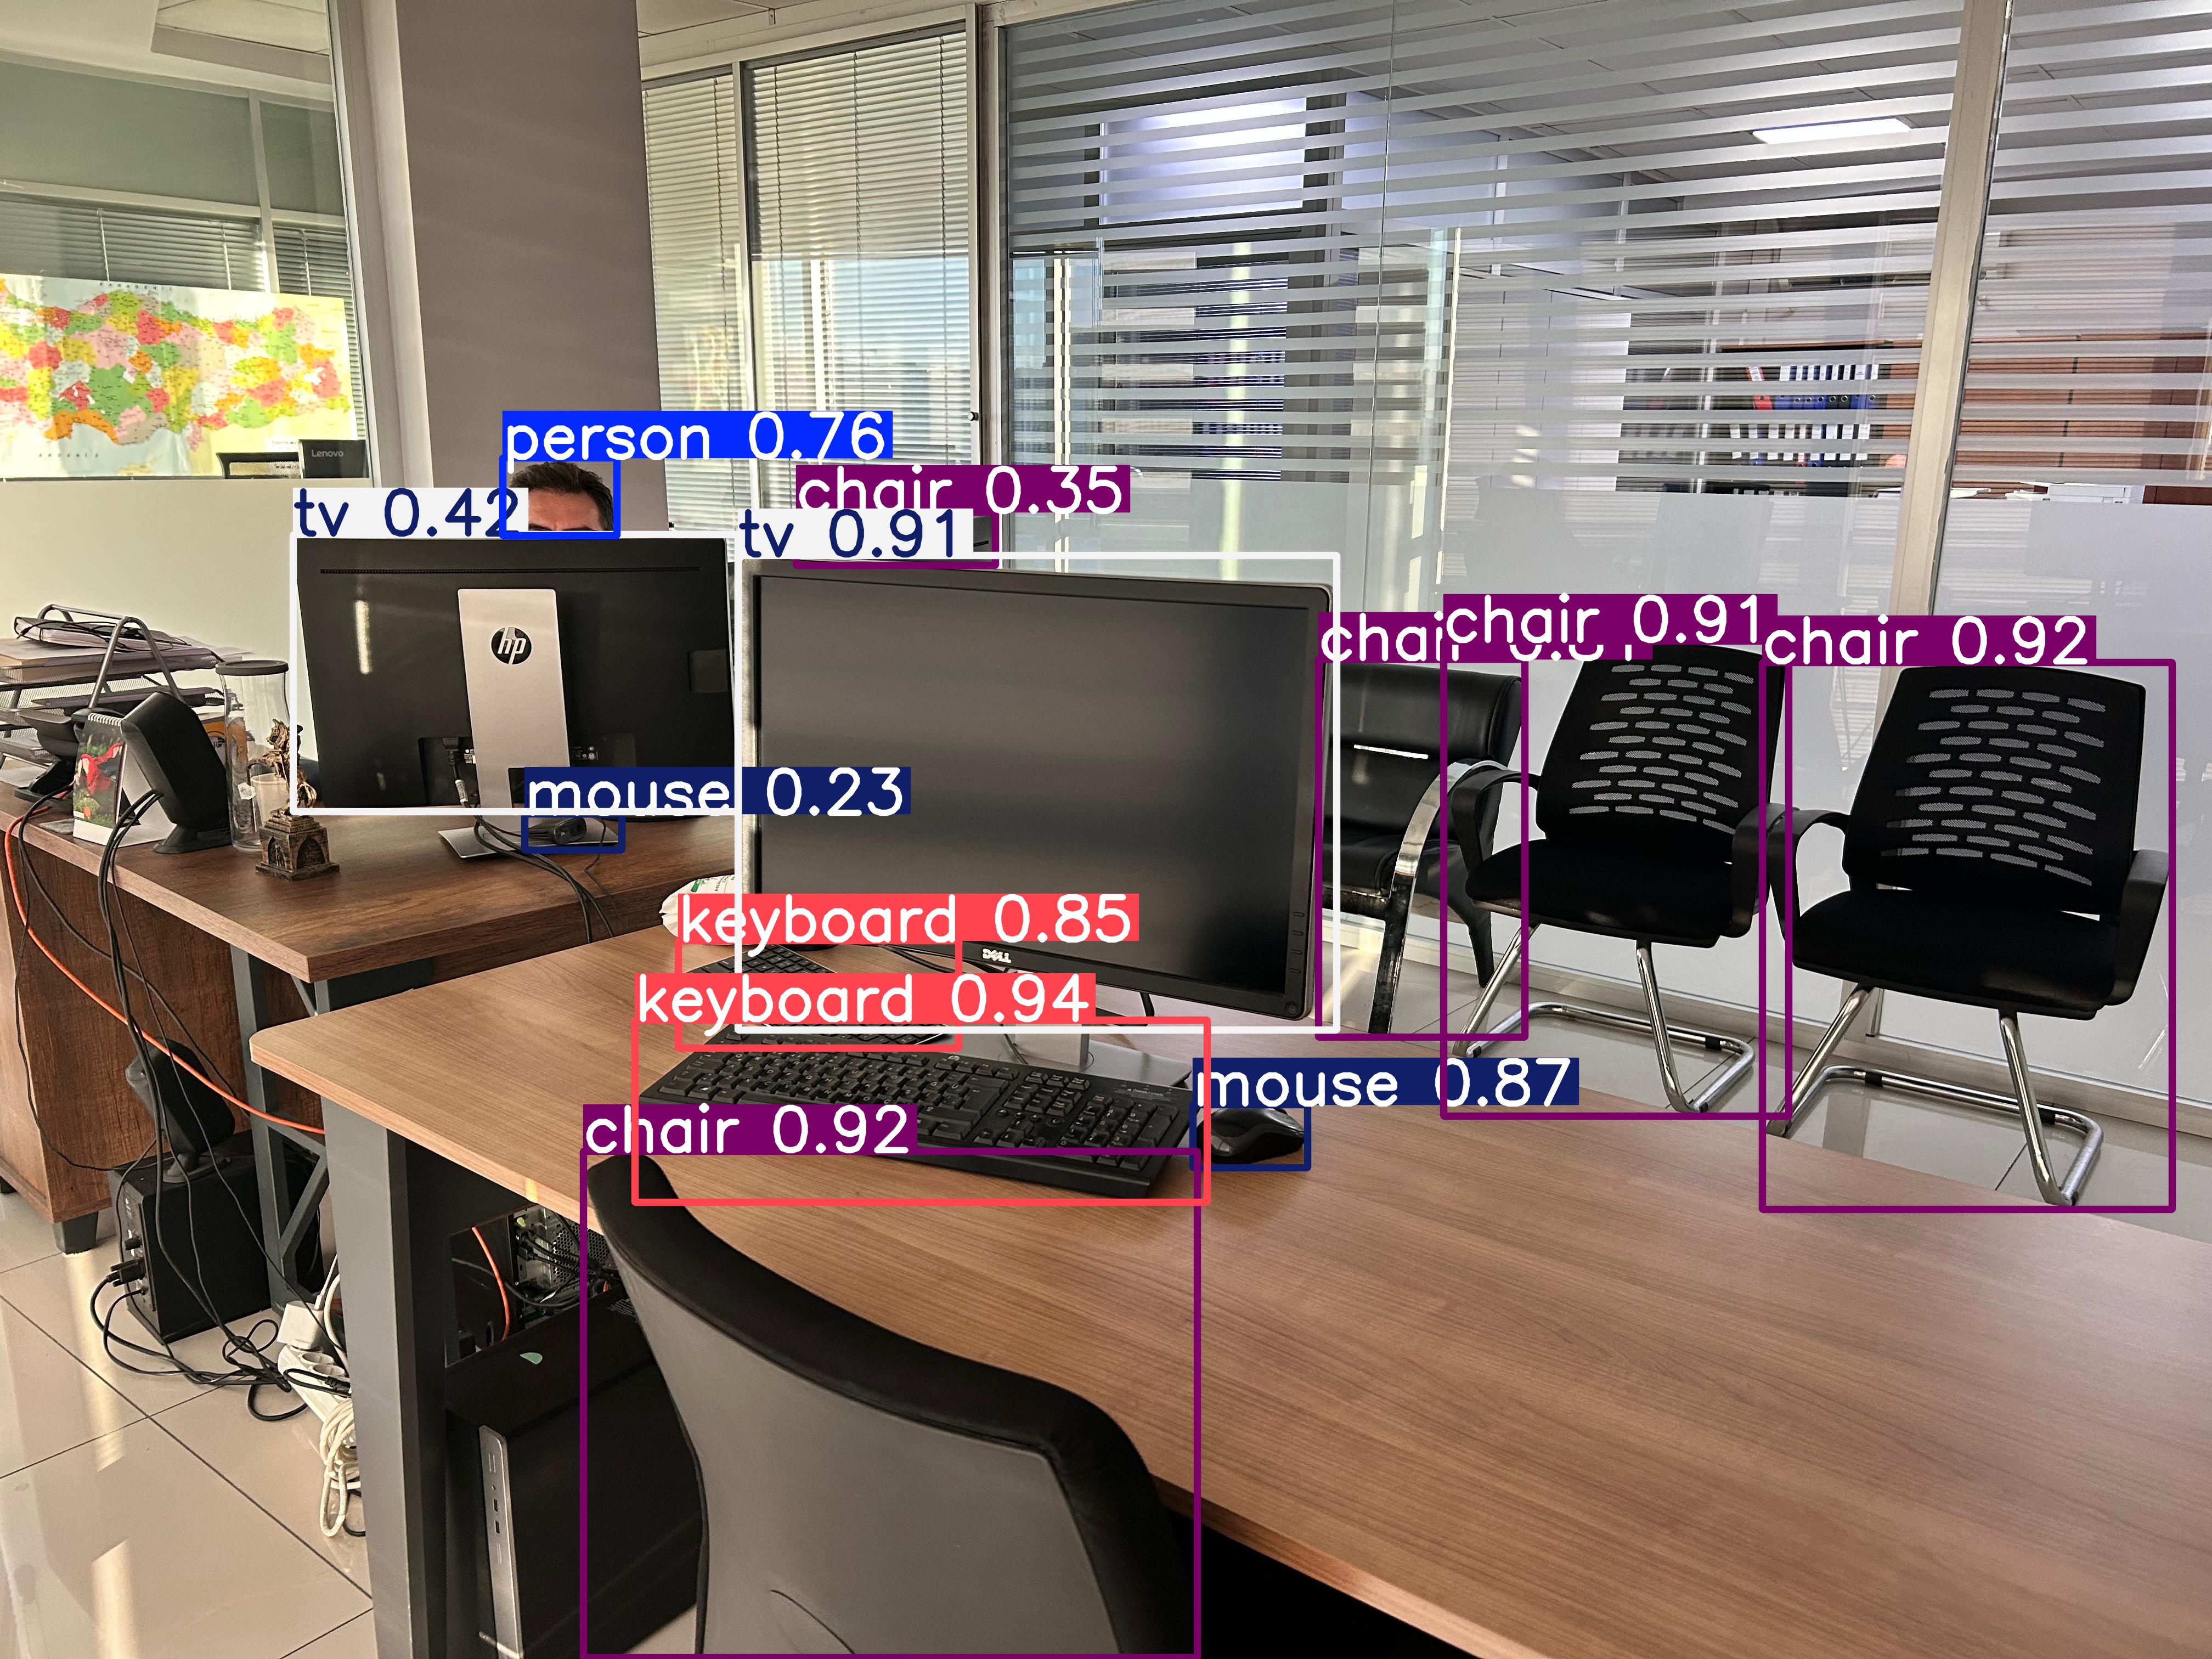 Lenovo
person 0.76
chair 0.35
tv 0.42
tv 0.91
hp
chair 0.91
chair 0.92
mouse 0.23
keyboard 0.85
DELL
keyboard 0.94
mouse 0.87
chair 0.92